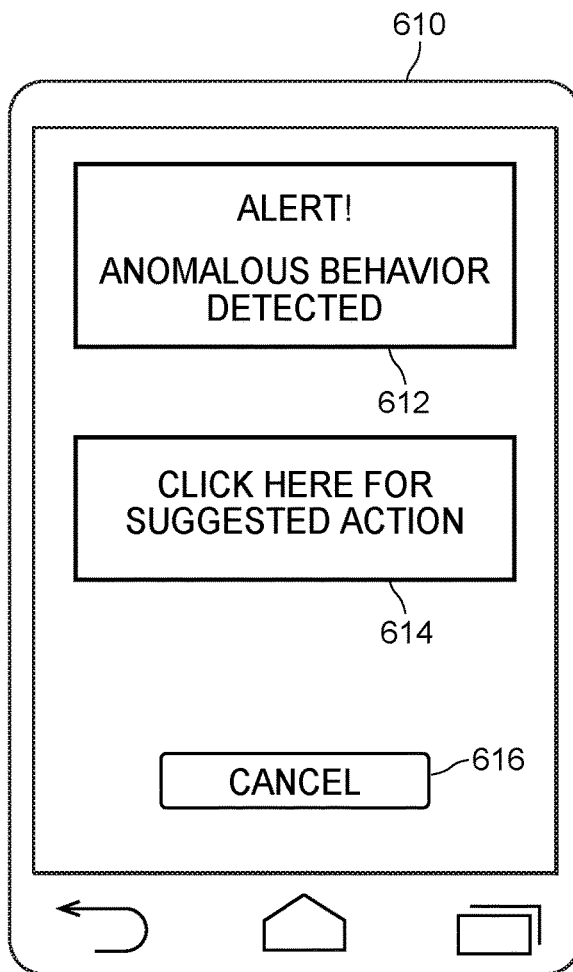 610
ALERT!
ANOMALOUS BEHAVIOR
DETECTED
612
CLICK HERE FOR
SUGGESTED ACTION
614
CANCEL
616